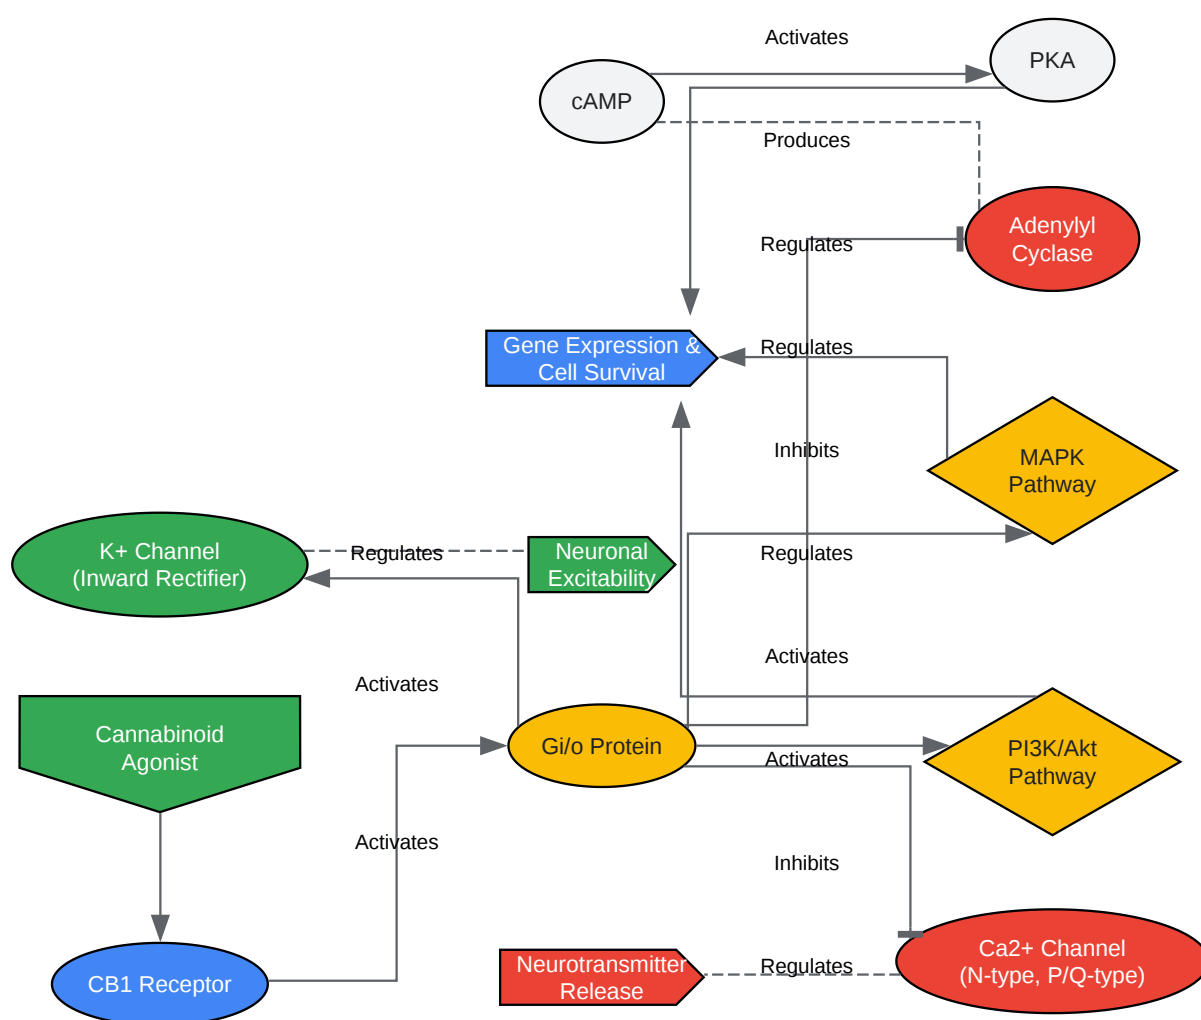 Activates
PKA
cAMP
Produces
Adenylyl
Cyclase
Regulates
Gene Expression &
Cell Survival
Regulates
Inhibits
MAPK
Pathway
K+ Channel
(Inward Rectifier)
Regulates
Neuronal
Excitability
Regulates
Activates
Activates
Cannabinoid
Agonist
Gi/o Protein
Activates
PI3K/Akt
Pathway
Activates
Inhibits
CB1 Receptor
Neurotransmitter
Release
Regulates
Ca2+ Channel
(N-type, P/Q-type)